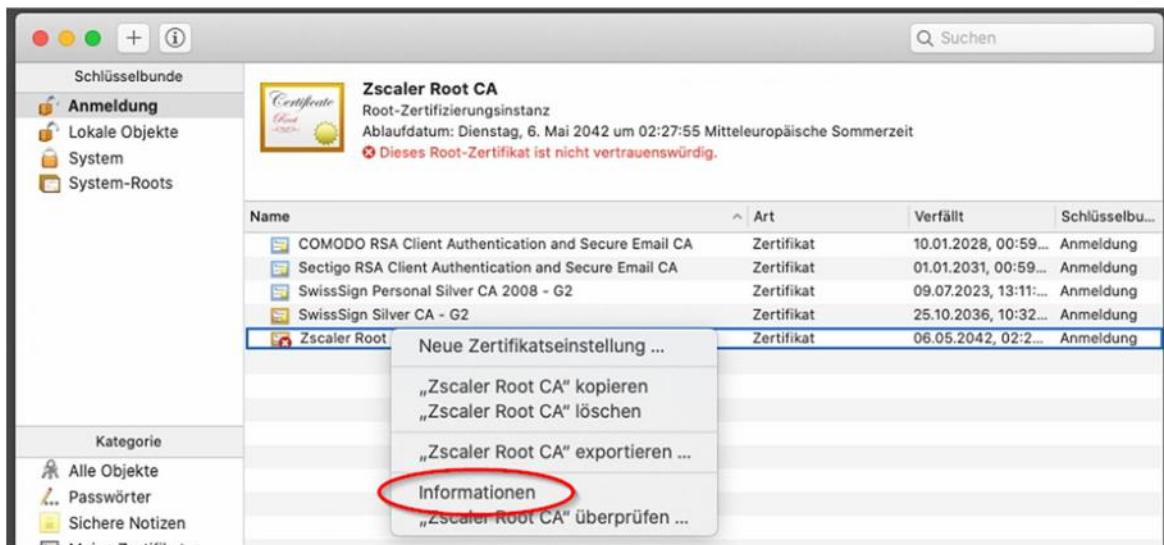 Suchen
Schlüsselbunde
Anmeldung
Lokale Objekte
System
System-Roots
Certificate
Root
Zscaler Root CA
Root-Zertifizierungsinstanz
Ablaufdatum: Dienstag, 6. Mai 2042 um 02:27:55 Mitteleuropäische Sommerzeit
Dieses Root-Zertifikat ist nicht vertrauenswürdig.
Name Art Verfällt Schlüsselbu...
COMODO RSA Client Authentication and Secure Email CA Zertifikat 10.01.2028, 00:59... Anmeldung
Sectigo RSA Client Authentication and Secure Email CA Zertifikat 01.01.2031, 00:59... Anmeldung
SwissSign Personal Silver CA 2008 - G2 Zertifikat 09.07.2023, 13:11:... Anmeldung
SwissSign Silver CA - G2 Zertifikat 25.10.2036, 10:32... Anmeldung
Zscaler Root Zertifikat 06.05.2042, 02:2... Anmeldung
Neue Zertifikatseinstellung ...
„Zscaler Root CA“ kopieren
„Zscaler Root CA“ löschen
„Zscaler Root CA“ exportieren ...
Informationen
„Zscaler Root CA“ überprüfen ...
Kategorie
Alle Objekte
Passwörter
Sichere Notizen